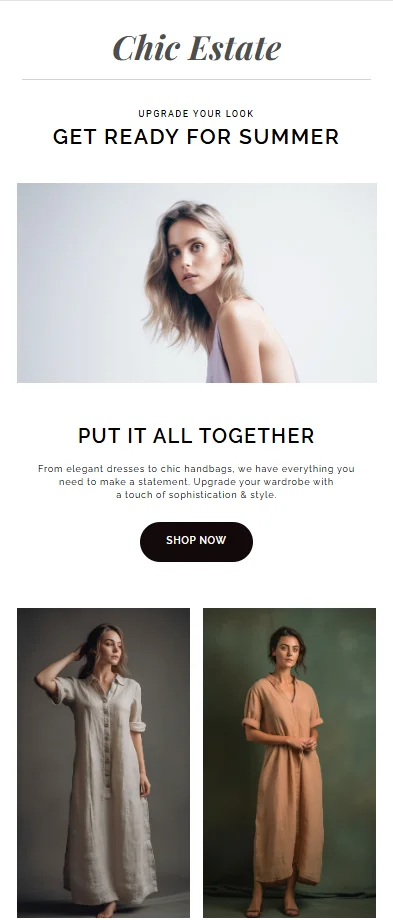 Chic Estate
UPGRADE YOUR LOOK
GET READY FOR SUMMER
PUT IT ALL TOGETHER
From elegant dresses to chic handbags, we have everything you
need to make a statement. Upgrade your wardrobe with
a touch of sophistication & style.
SHOP NOW